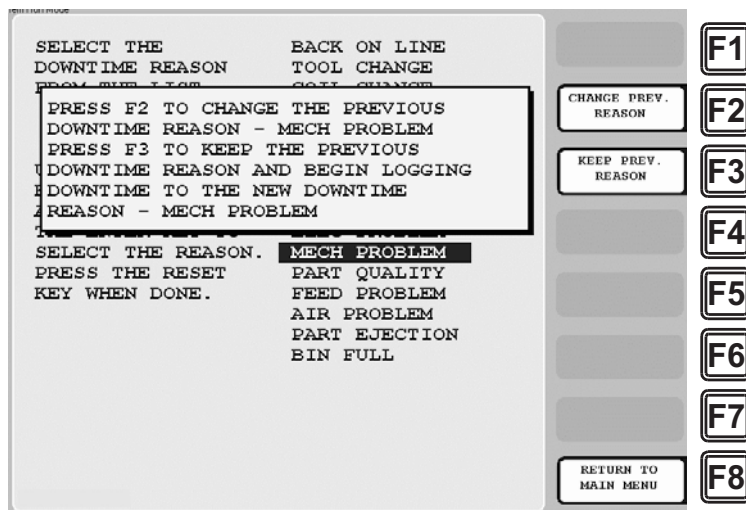 SELECT THE
DOWNTIME REASON
PRESS F2 TO CHANGE THE PREVIOUS
DOWNTIME REASON - MECH PROBLEM
PRESS F3 TO KEEP THE PREVIOUS
DOWNTIME REASON AND BEGIN LOGGING
DOWNTIME TO THE NEW DOWNTIME
REASON - MECH PROBLEM
SELECT THE REASON.
PRESS THE RESET
KEY WHEN DONE.
BACK ON LINE
TOOL CHANGE
MECH PROBLEM
PART QUALITY
FEED PROBLEM
AIR PROBLEM
PART EJECTION
BIN FULL
CHANGE PREV.
REASON
KEEP PREV.
REASON
RETURN TO
MAIN MENU
F1
F2
F3
F4
F5
F6
F7
F8